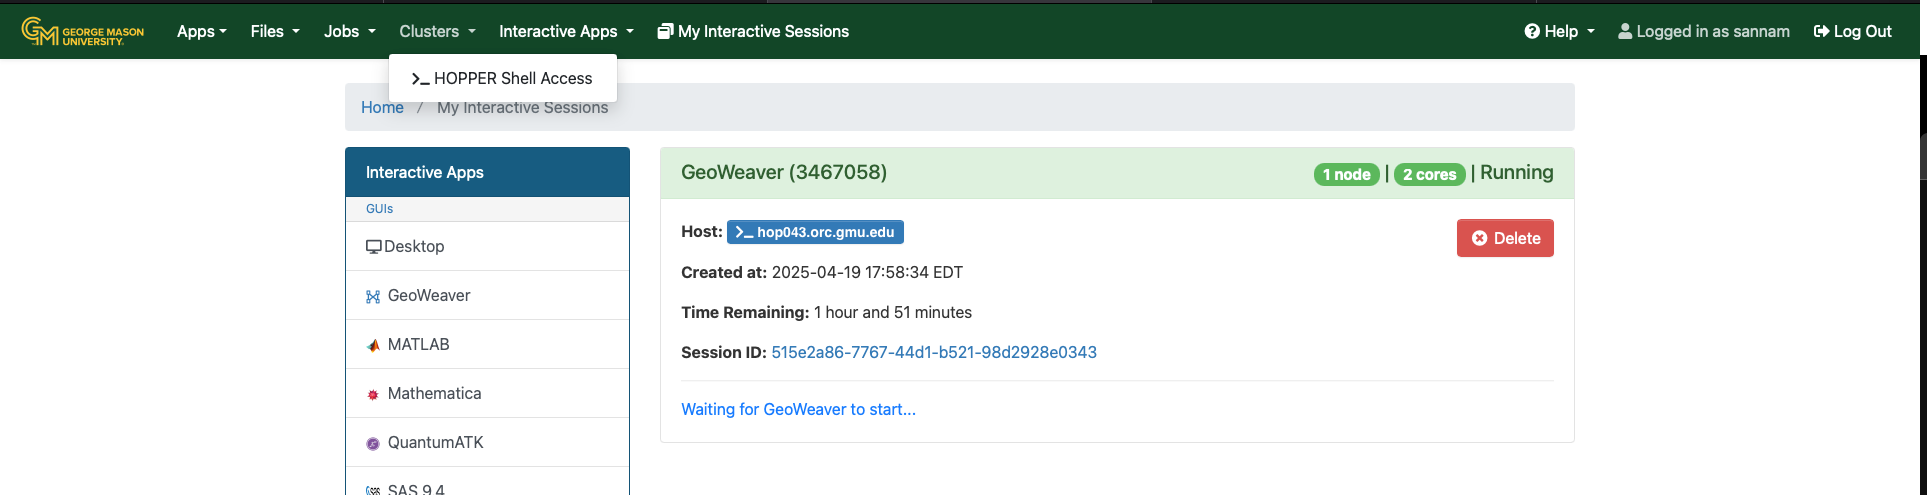 GEORGE MASON
UNIVERSITY.
Apps Files Jobs Clusters Interactive Apps My Interactive Sessions Help Logged in as sannam Log Out
HOPPER Shell Access
Home / My Interactive Sessions
Interactive Apps
GUIs
Desktop
GeoWeaver
MATLAB
Mathematica
QuantumATK
SAS 9.4
GeoWeaver (3467058) 1 node | 2 cores | Running
Host: >_ hop043.orc.gmu.edu
Delete
Created at: 2025-04-19 17:58:34 EDT
Time Remaining: 1 hour and 51 minutes
Session ID: 515e2a86-7767-44d1-b521-98d2928e0343
Waiting for GeoWeaver to start...